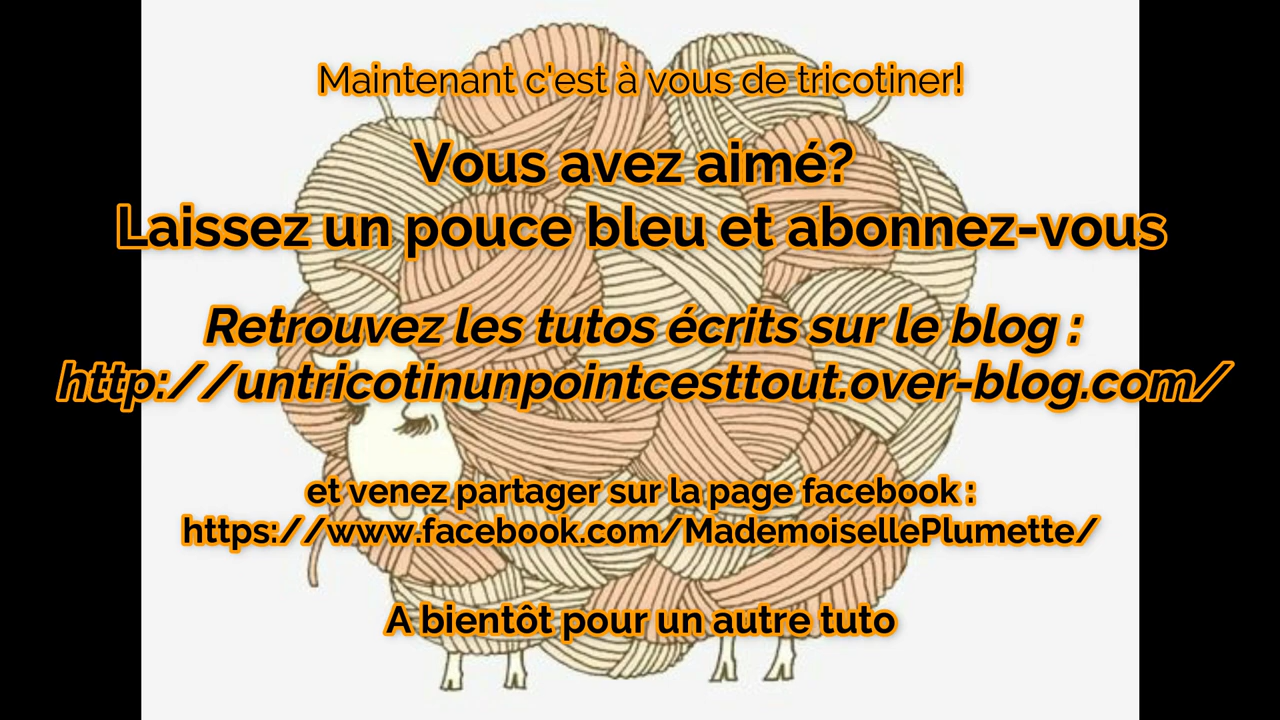 Maintenant c'est à vous de tricotiner!
Vous avez aimé?
Laissez un pouce bleu et abonnez-vous
Retrouvez les tutos écrits sur le blog :
http://untricotinunpointcesttout.over-blog.com/
et venez partager sur la page facebook :
https://www.facebook.com/MademoisellePlumette/
A bientôt pour un autre tuto